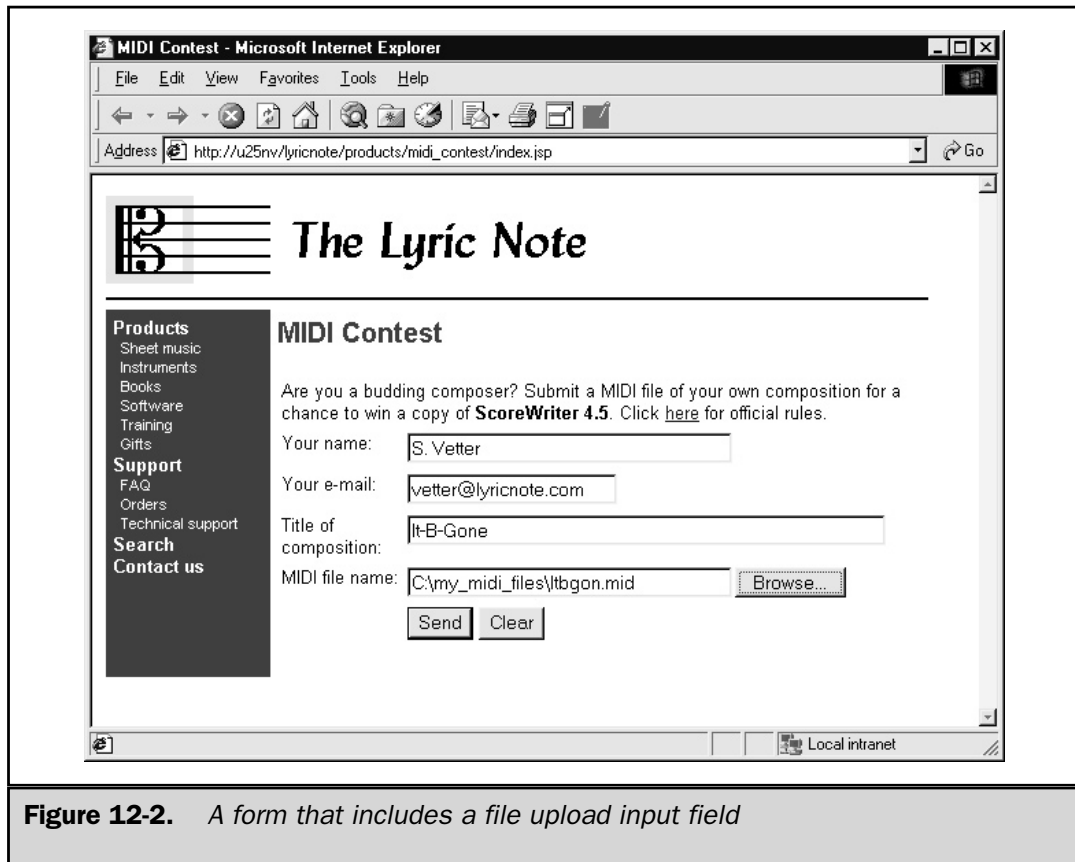 MIDI Contest - Microsoft Internet Explorer
File Edit View Favorites Tools Help
Address http://u25nv/lyricnote/products/midi_contest/index.jsp Go
The Lyric Note
Products
Sheet music
Instruments
Books
Software
Training
Gifts
Support
FAQ
Orders
Technical support
Search
Contact us
MIDI Contest
Are you a budding composer? Submit a MIDI file of your own composition for a
chance to win a copy of ScoreWriter 4.5. Click here for official rules.
Your name: S. Vetter
Your e-mail: vetter@lyricnote.com
Title of
composition: It-B-Gone
MIDI file name: C:\my_midi_files\Itbgon.mid Browse...
Send Clear
Local intranet
Figure 12-2. A form that includes a file upload input field